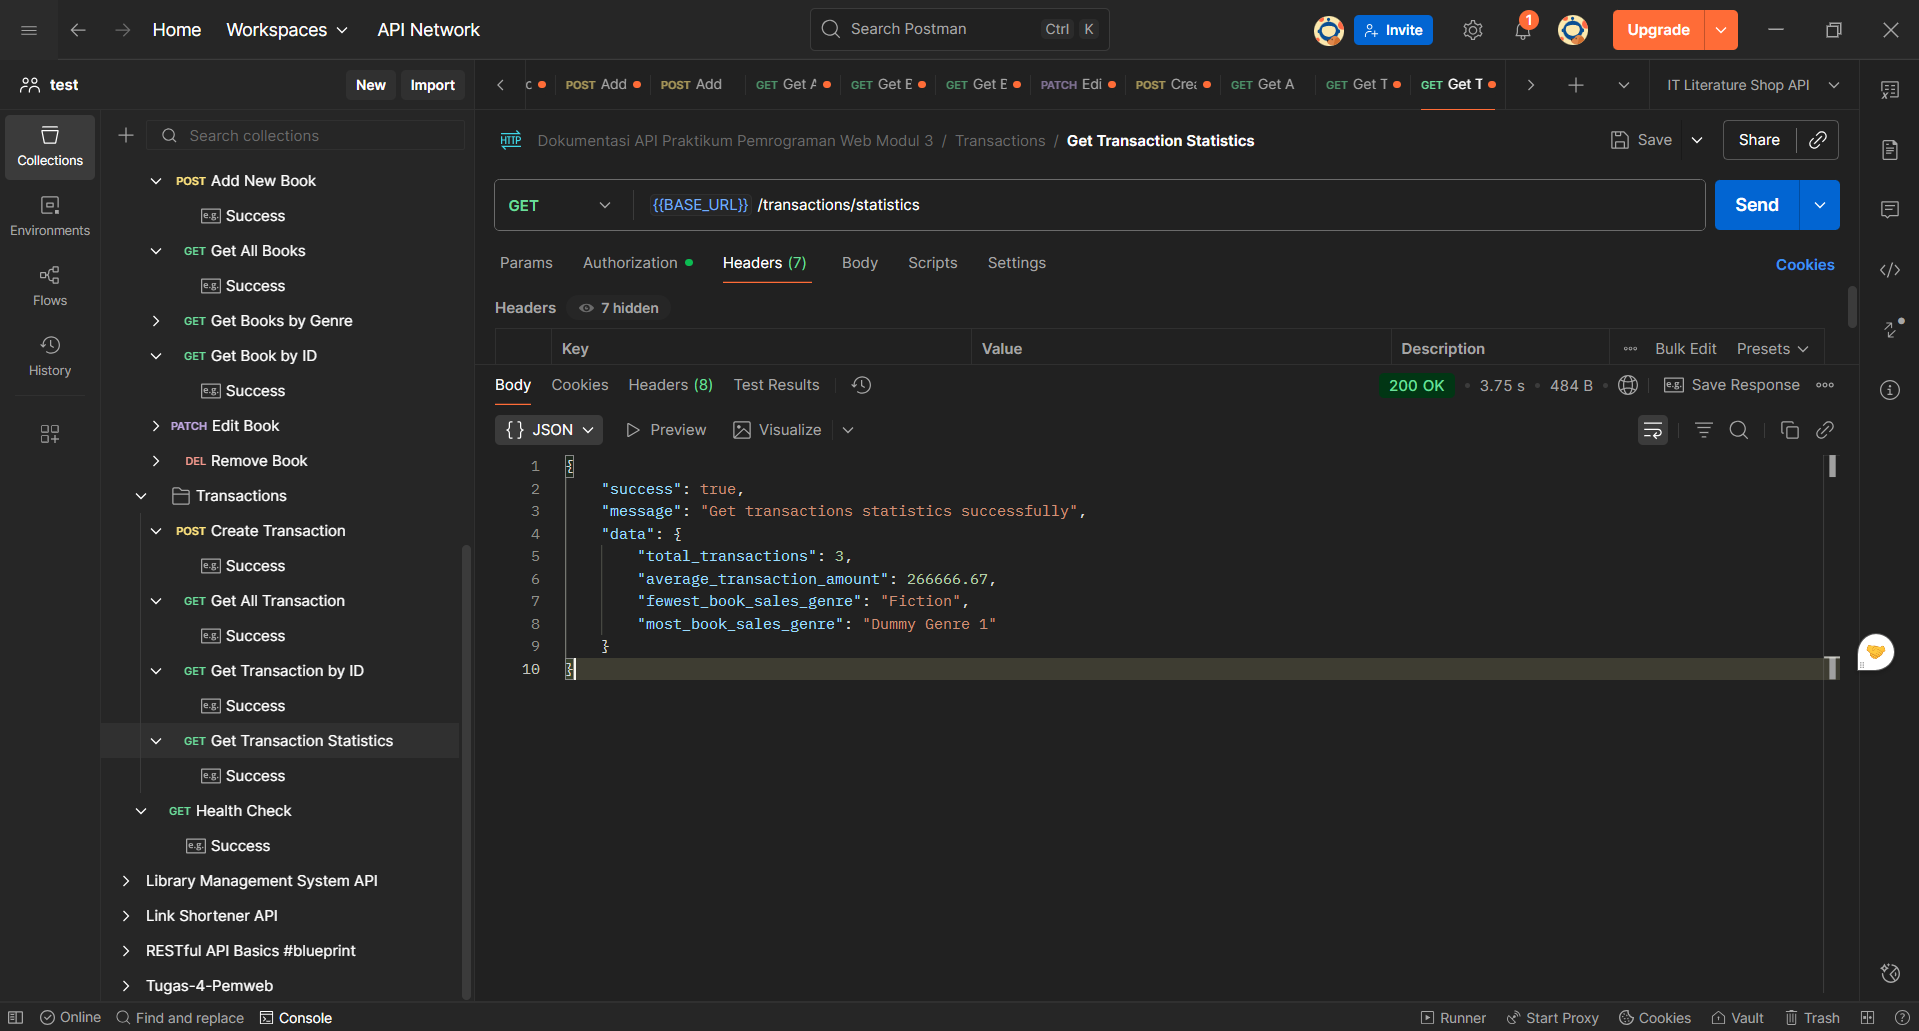 Home Workspaces API Network Search Postman Ctrl K Invite 1 Upgrade
test New Import
POST Add POST Add GET Get A GET Get E GET Get E PATCH Edi POST Crea GET Get A GET Get T GET Get T IT Literature Shop API
Collections
Environments
Flows
History
Search collections
POST Add New Book
e.g. Success
GET Get All Books
e.g. Success
GET Get Books by Genre
GET Get Book by ID
e.g. Success
PATCH Edit Book
DEL Remove Book
Transactions
POST Create Transaction
e.g. Success
GET Get All Transaction
e.g. Success
GET Get Transaction by ID
e.g. Success
GET Get Transaction Statistics
e.g. Success
GET Health Check
e.g. Success
Library Management System API
Link Shortener API
RESTful API Basics #blueprint
Tugas-4-Pemweb
HTTP Dokumentasi API Praktikum Pemrograman Web Modul 3 / Transactions / Get Transaction Statistics Save Share
GET {{BASE_URL}} /transactions/statistics Send
Params Authorization Headers (7) Body Scripts Settings Cookies
Headers 7 hidden
Key Value Description Bulk Edit Presets
Body Cookies Headers (8) Test Results 200 OK 3.75 s 484 B e.g. Save Response
{} JSON Preview Visualize
1 {
2 "success": true,
3 "message": "Get transactions statistics successfully",
4 "data": {
5 "total_transactions": 3,
6 "average_transaction_amount": 266666.67,
7 "fewest_book_sales_genre": "Fiction",
8 "most_book_sales_genre": "Dummy Genre 1"
9 }
10 }
Online Find and replace Console Runner Start Proxy Cookies Vault Trash